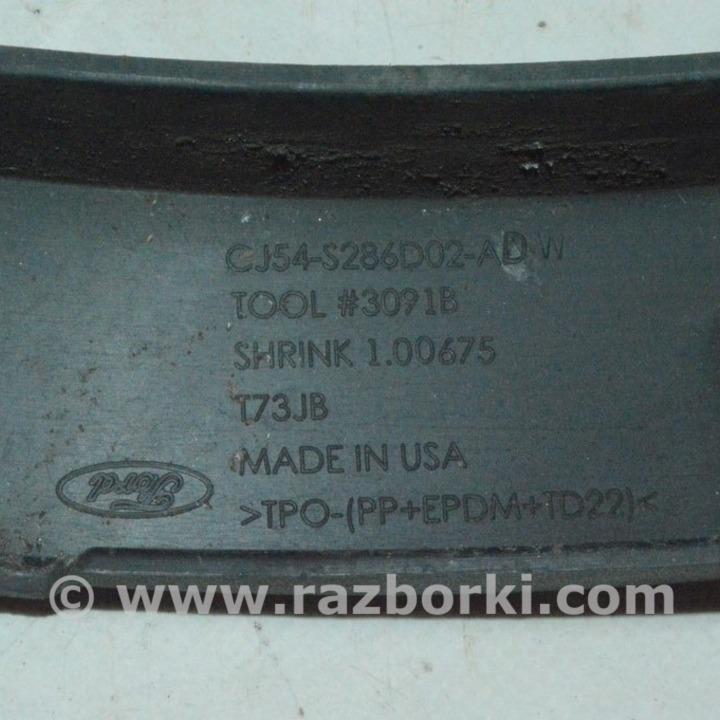 CJ54-S286D02-AD-W
TOOL #3091B
SHRINK 1.00675
T73JB
MADE IN USA
Ford
>TPO-(PP+EPDM+TD22)<
© www.razborki.com